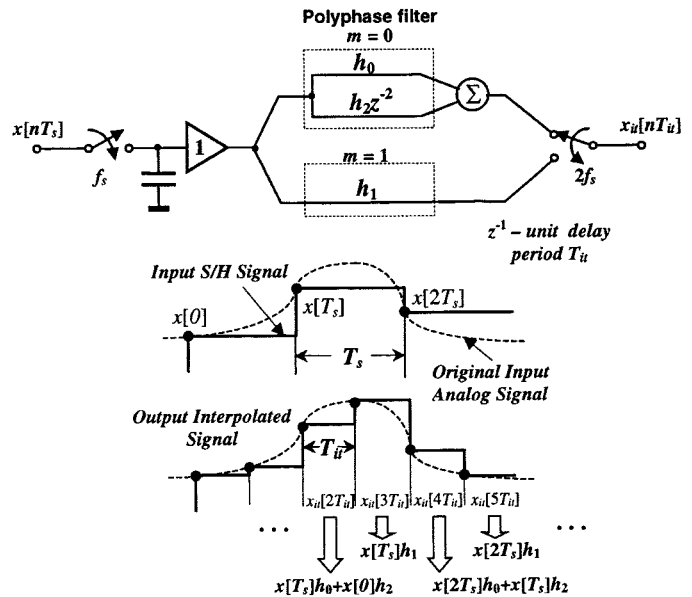 Polyphase filter
m = 0
h₀
h₂z⁻²
Σ
x[nTₛ]
fₛ
1
m = 1
h₁
xᵢₜ[nTᵢₜ]
2fₛ
z⁻¹ – unit delay
period Tᵢₜ
Input S/H Signal
x[0]
x[Tₛ]
x[2Tₛ]
Tₛ
Original Input
Analog Signal
Output Interpolated
Signal
Tᵢₜ
xᵢₜ[2Tᵢₜ] xᵢₜ[3Tᵢₜ] xᵢₜ[4Tᵢₜ] xᵢₜ[5Tᵢₜ]
... ...
x[Tₛ]h₁ x[2Tₛ]h₁
x[Tₛ]h₀+x[0]h₂ x[2Tₛ]h₀+x[Tₛ]h₂